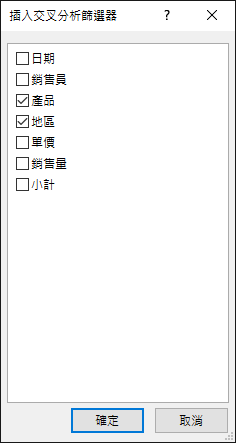 插入交叉分析篩選器 ?
日期
銷售員
產品
地區
單價
銷售量
小計
確定 取消